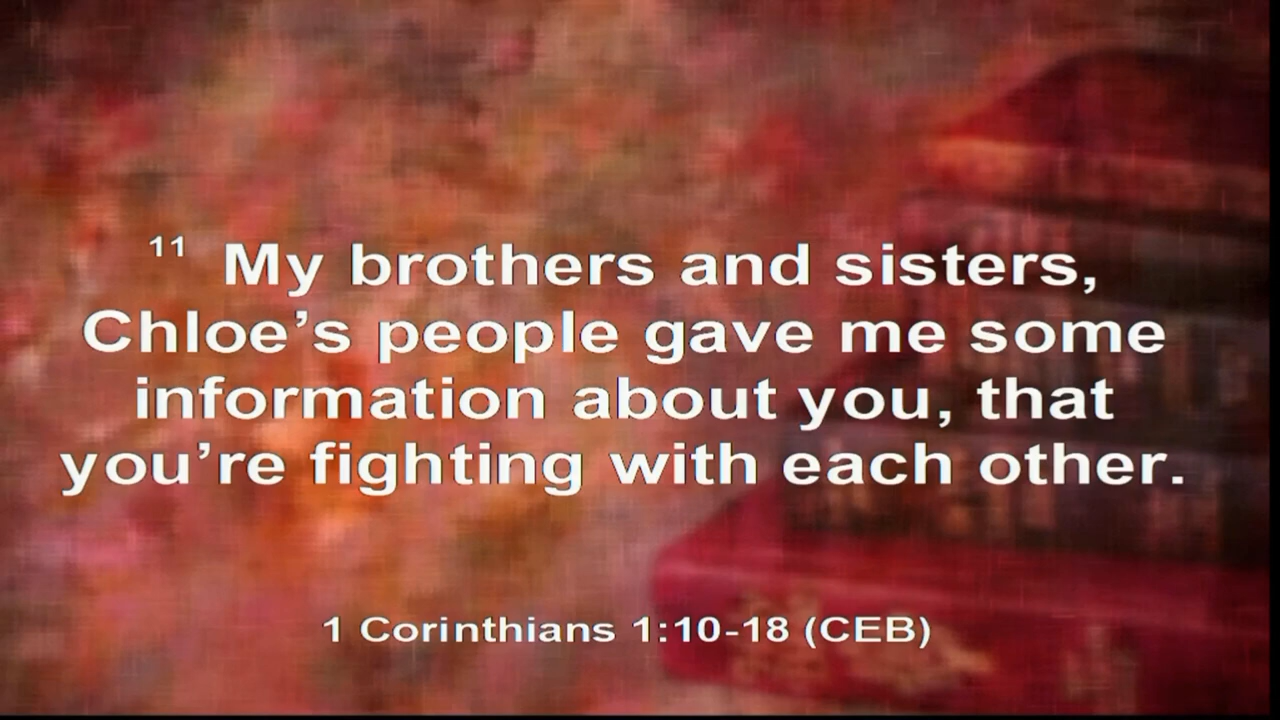 11 My brothers and sisters,
Chloe’s people gave me some
information about you, that
you’re fighting with each other.
1 Corinthians 1:10-18 (CEB)